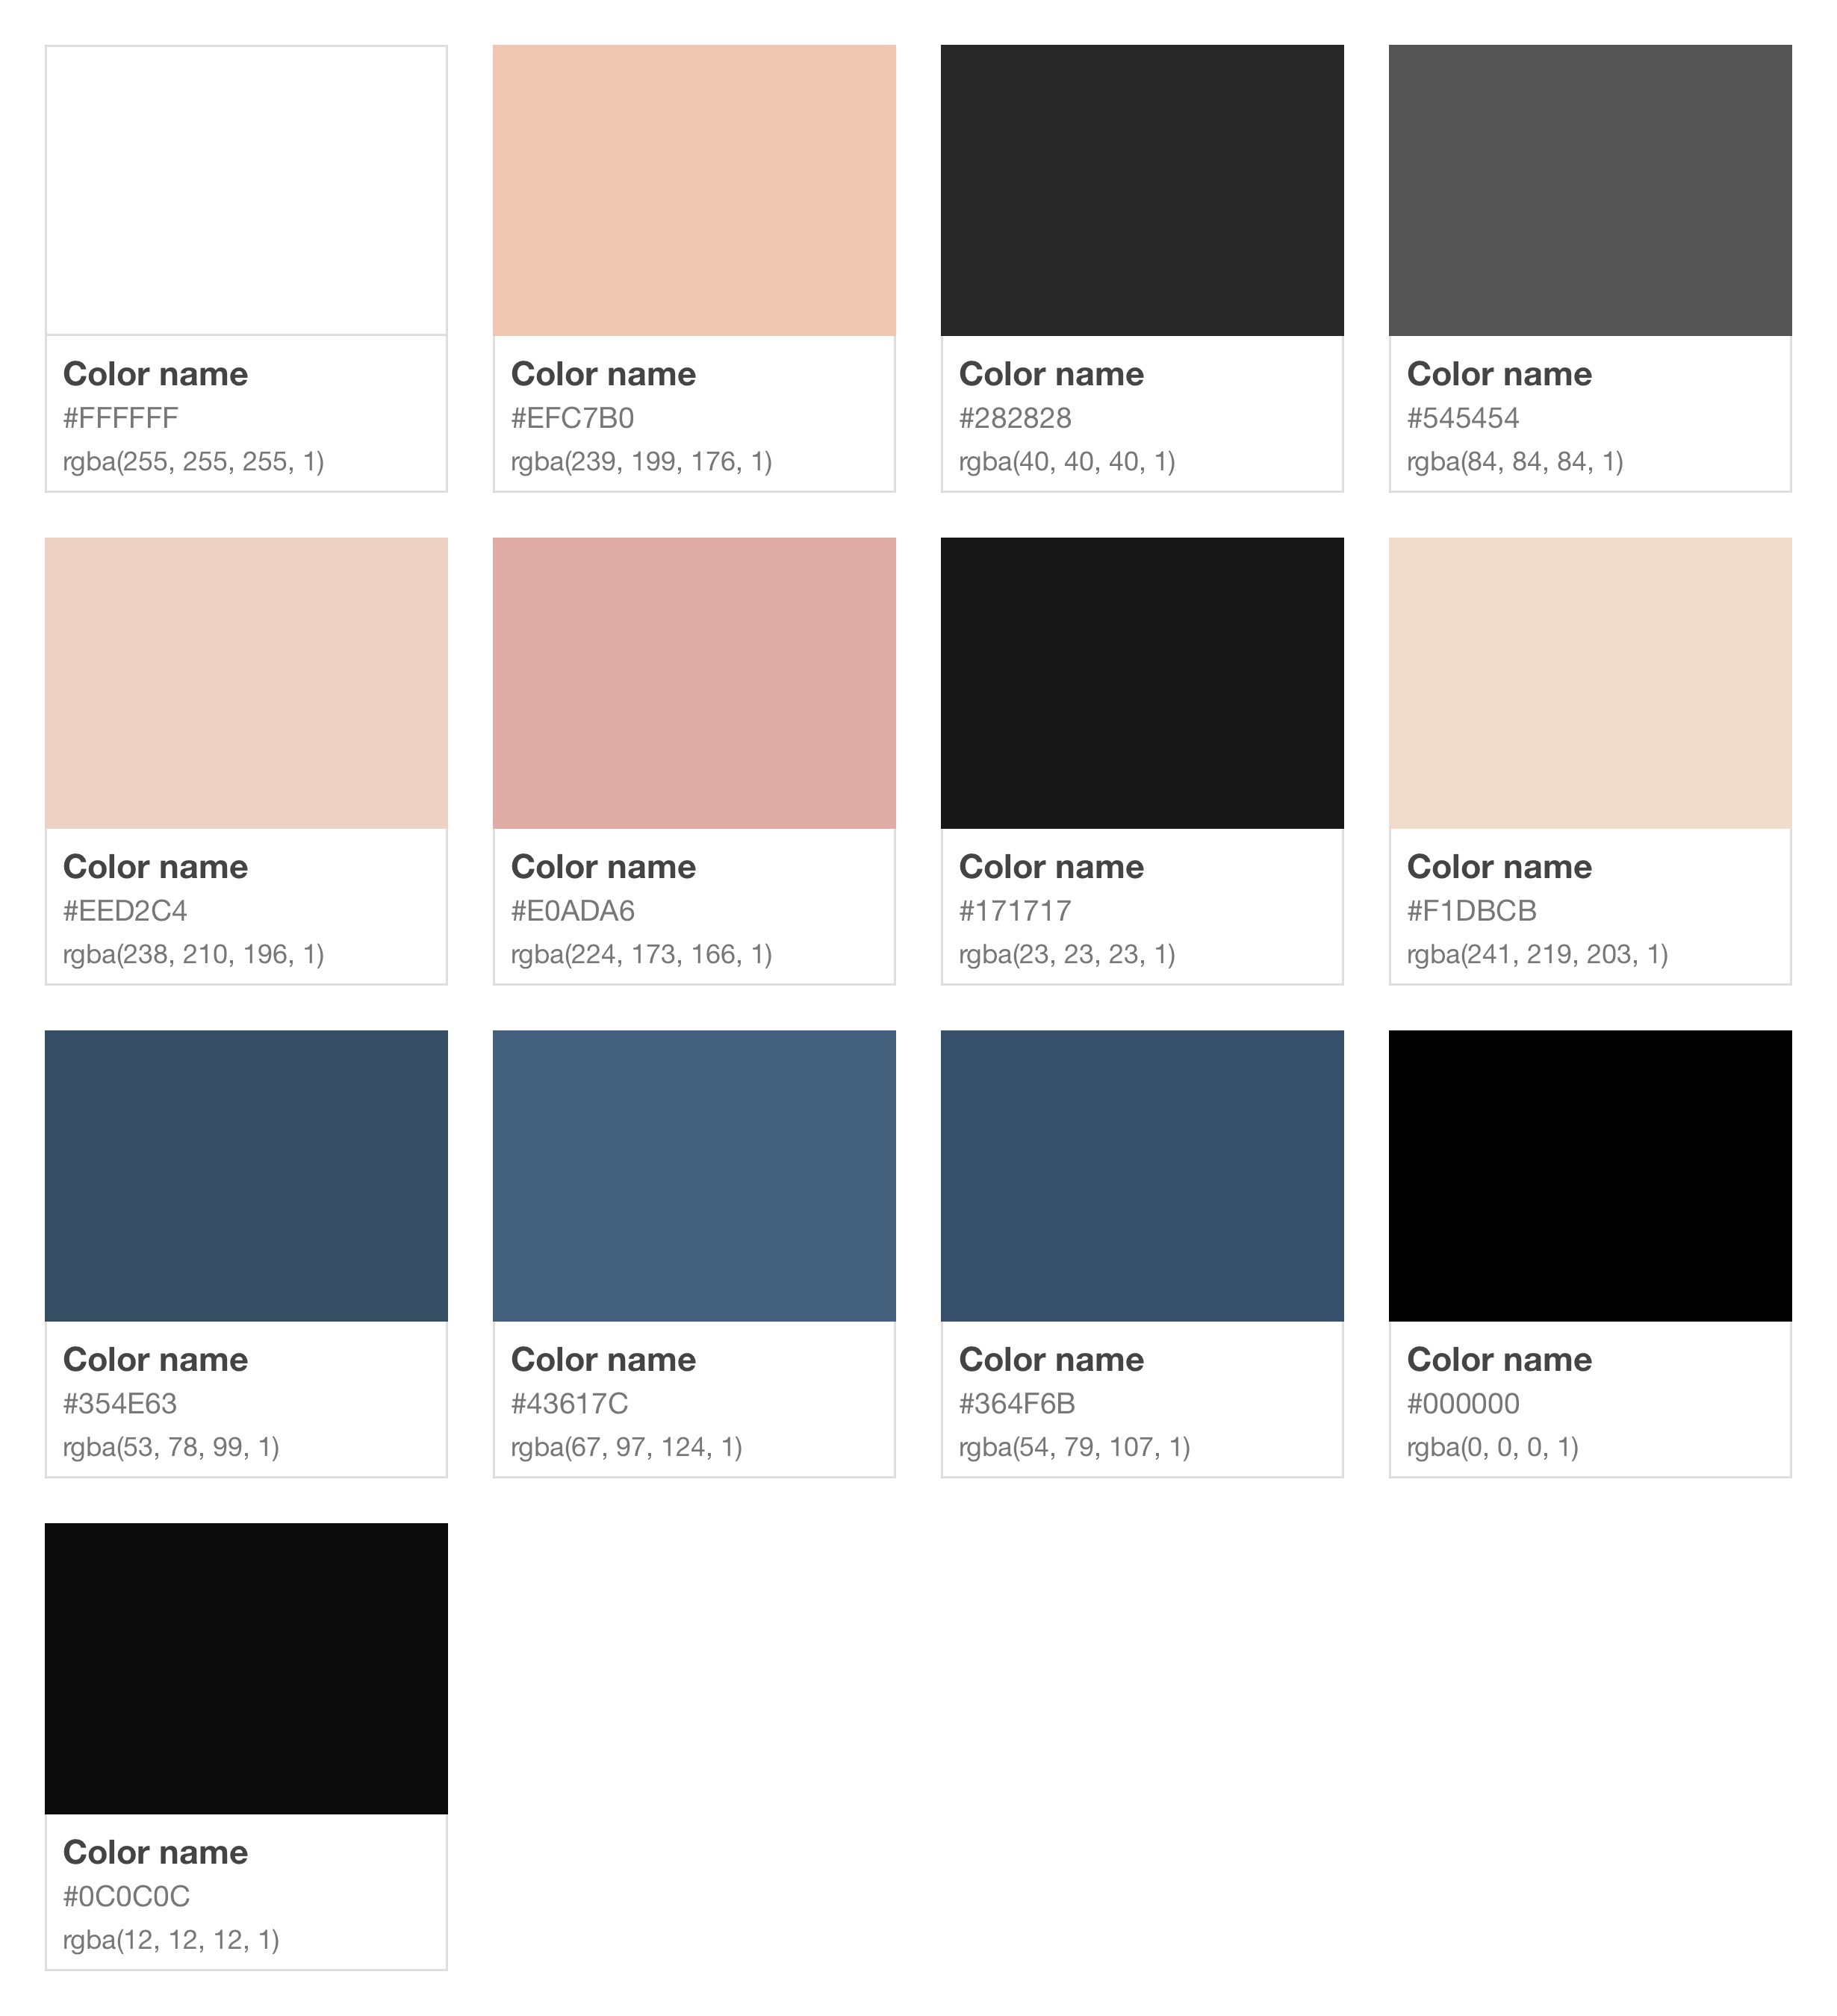 Color name
#FFFFFF
rgba(255, 255, 255, 1)
Color name
#EFC7B0
rgba(239, 199, 176, 1)
Color name
#282828
rgba(40, 40, 40, 1)
Color name
#545454
rgba(84, 84, 84, 1)
Color name
#EED2C4
rgba(238, 210, 196, 1)
Color name
#E0ADA6
rgba(224, 173, 166, 1)
Color name
#171717
rgba(23, 23, 23, 1)
Color name
#F1DBCB
rgba(241, 219, 203, 1)
Color name
#354E63
rgba(53, 78, 99, 1)
Color name
#43617C
rgba(67, 97, 124, 1)
Color name
#364F6B
rgba(54, 79, 107, 1)
Color name
#000000
rgba(0, 0, 0, 1)
Color name
#0C0C0C
rgba(12, 12, 12, 1)